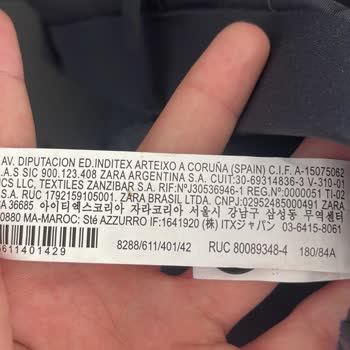 AV. DIPUTACION ED.INDITEX ARTEIXO A CORUÑA (SPAIN) C.I.F. A-15075062
.A.S SIC 900.123.408 ZARA ARGENTINA S.A. CUIT:30-69314836-3 V-310-01
CS LLC, TEXTILES ZANZIBAR S.A. RIF:NºJ30536946-1 REG.Nº0000051 TI-02
S.A. RUC 1792159105001. ZARA BRASIL LTDA. CNPJ:02952485000491 ZARA
A 36685 아이티엑스코리아 자라코리아 서울시 강남구 삼성동 무역센터
0880 MA-MAROC: Sté AZZURRO IF:1641920 (株) ITXジャパン 03-6415-8061
611401429 8288/611/401/42 RUC 80089348-4 180/84A